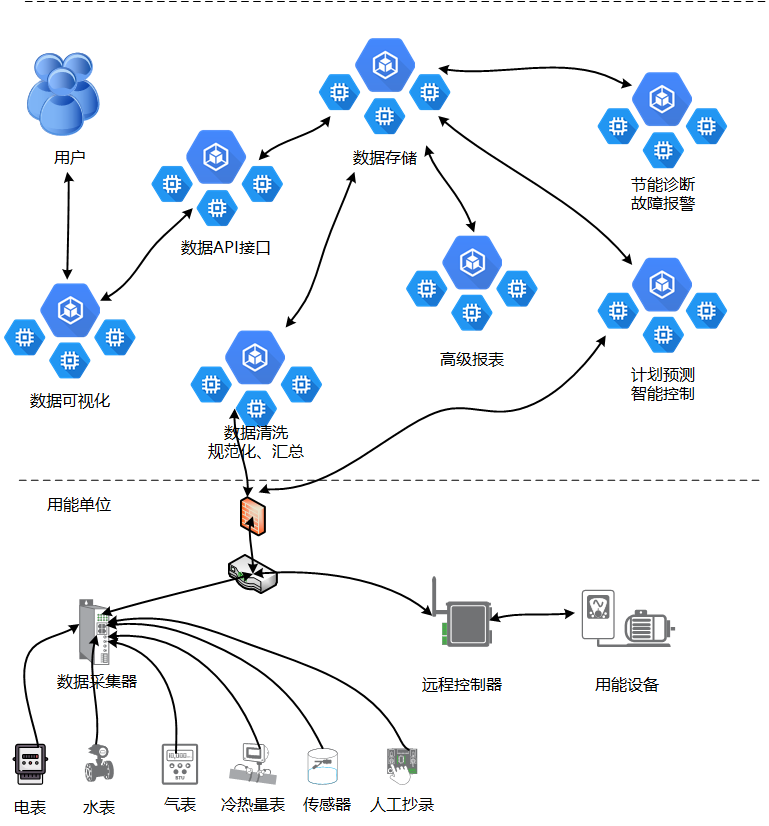 用户
数据存储
节能诊断
故障报警
数据API接口
高级报表
计划预测
智能控制
数据可视化
数据清洗
规范化、汇总
用能单位
数据采集器
远程控制器
用能设备
电表
水表
气表
冷热量表
传感器
人工抄录